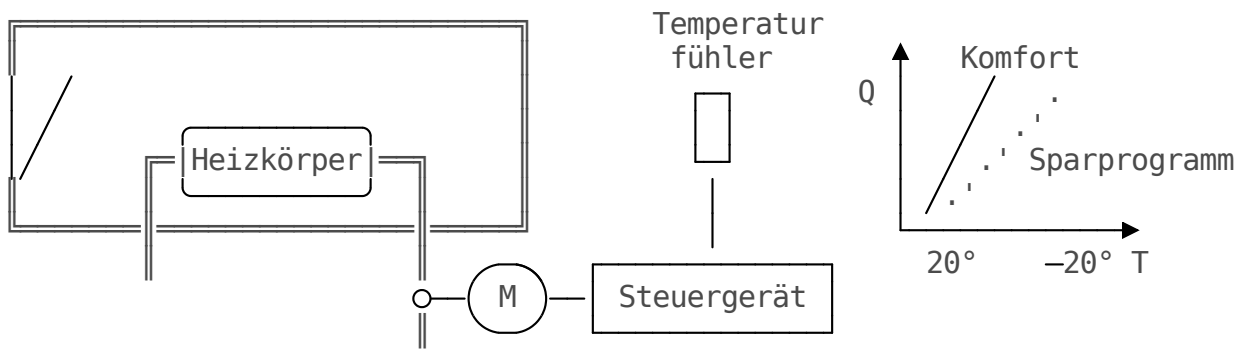 Temperatur
fühler
Komfort
Q
Heizkörper
Sparprogramm
20°
–20° T
M
Steuergerät